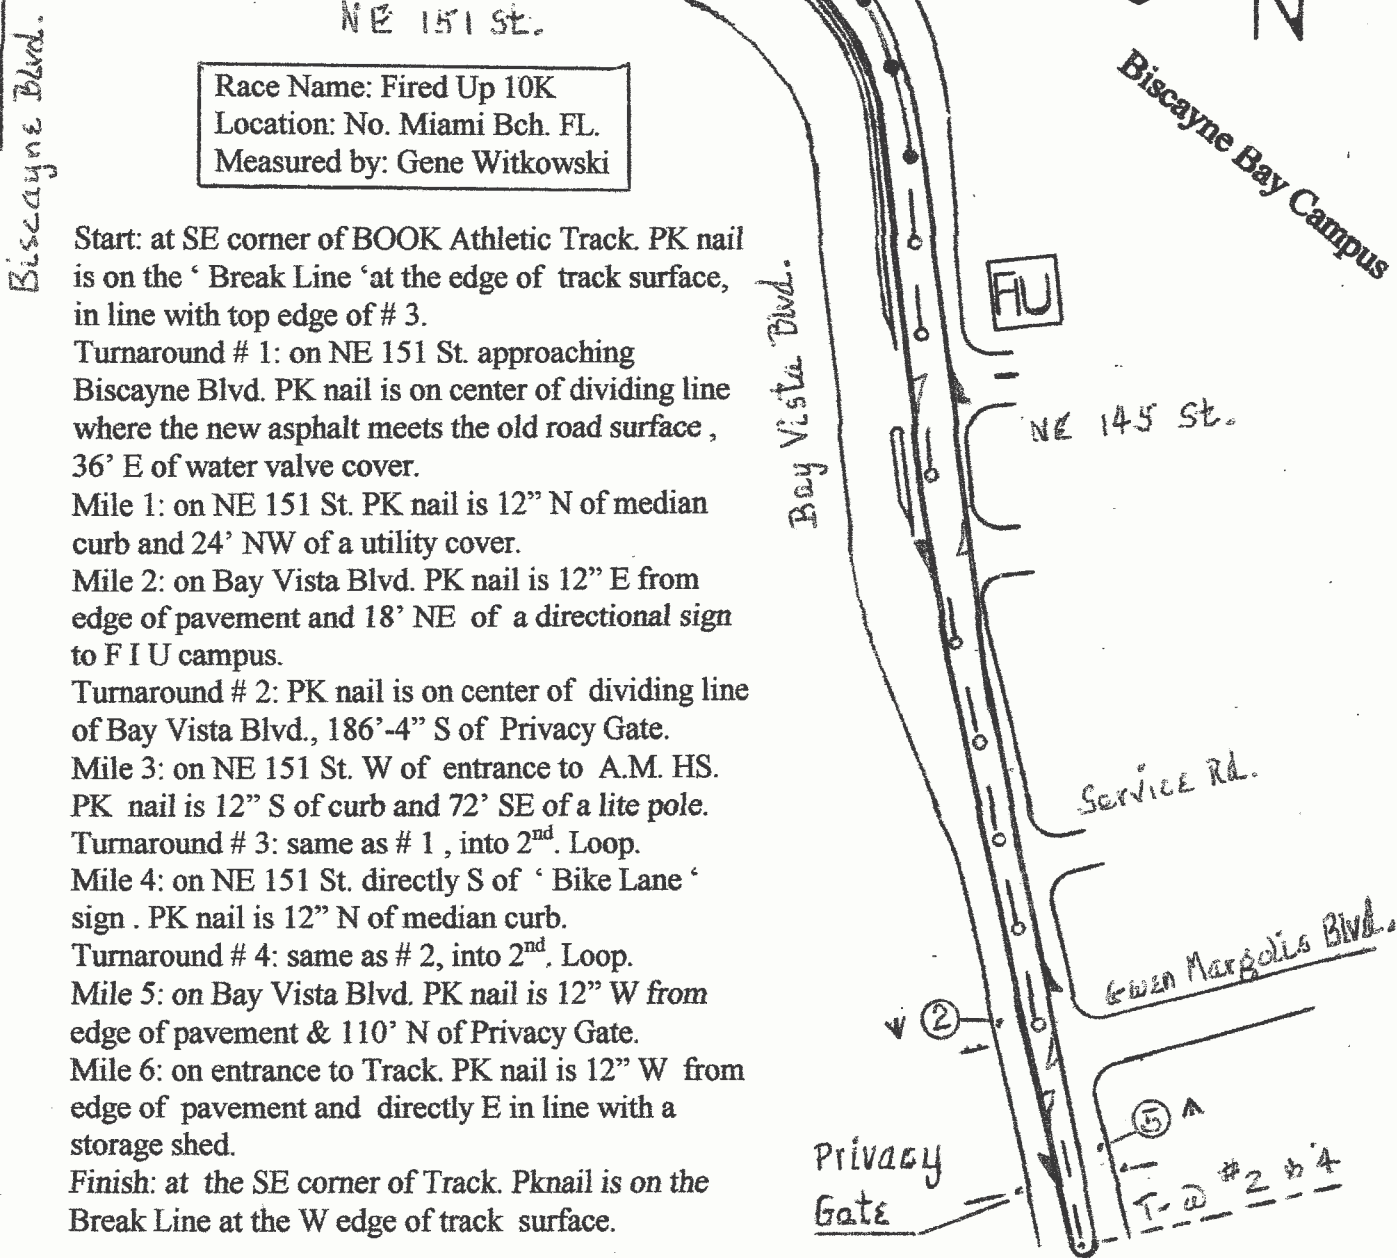 NE 151 St.
Biscayne Blvd.
N
Race Name: Fired Up 10K
Location: No. Miami Bch. FL.
Measured by: Gene Witkowski
Biscayne Bay Campus
Start: at SE corner of BOOK Athletic Track. PK nail
is on the ‘ Break Line ‘at the edge of track surface,
in line with top edge of # 3.
Turnaround # 1: on NE 151 St. approaching
Biscayne Blvd. PK nail is on center of dividing line
where the new asphalt meets the old road surface ,
36’ E of water valve cover.
Mile 1: on NE 151 St. PK nail is 12” N of median
curb and 24’ NW of a utility cover.
Mile 2: on Bay Vista Blvd. PK nail is 12” E from
edge of pavement and 18’ NE of a directional sign
to F I U campus.
Turnaround # 2: PK nail is on center of dividing line
of Bay Vista Blvd., 186’-4” S of Privacy Gate.
Mile 3: on NE 151 St. W of entrance to A.M. HS.
PK nail is 12” S of curb and 72’ SE of a lite pole.
Turnaround # 3: same as # 1 , into 2nd. Loop.
Mile 4: on NE 151 St. directly S of ‘ Bike Lane ‘
sign . PK nail is 12” N of median curb.
Turnaround # 4: same as # 2, into 2nd. Loop.
Mile 5: on Bay Vista Blvd. PK nail is 12” W from
edge of pavement & 110’ N of Privacy Gate.
Mile 6: on entrance to Track. PK nail is 12” W from
edge of pavement and directly E in line with a
storage shed.
Finish: at the SE corner of Track. Pknail is on the
Break Line at the W edge of track surface.
Bay Vista Blvd.
FIU
NE 145 St.
Service Rd.
Gwen Margolis Blvd.
2
5
Privacy
Gate
T-a #2 & 4